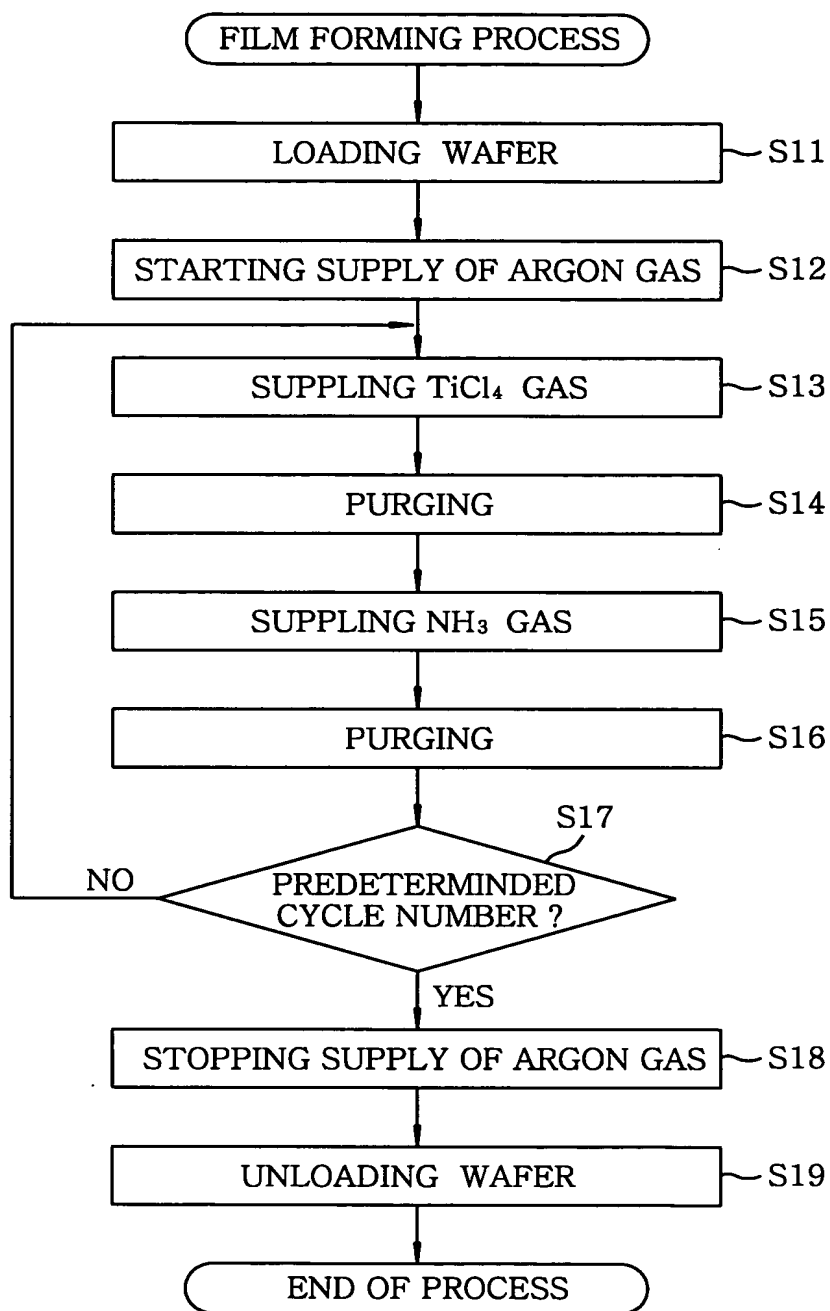 FILM FORMING PROCESS
LOADING WAFER
S11
STARTING SUPPLY OF ARGON GAS
S12
SUPPLING TiCl₄ GAS
S13
PURGING
S14
SUPPLING NH₃ GAS
S15
PURGING
S16
S17
NO
PREDETERMINDED
CYCLE NUMBER ?
YES
STOPPING SUPPLY OF ARGON GAS
S18
UNLOADING WAFER
S19
END OF PROCESS